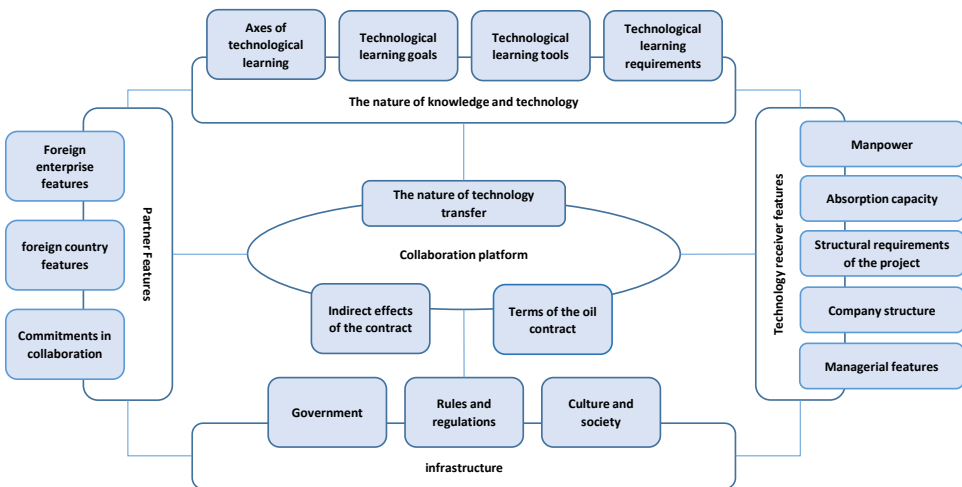 Axes of
technological
learning
Technological
learning goals
Technological
learning tools
Technological
learning
requirements
The nature of knowledge and technology
Foreign
enterprise
features
foreign country
features
Commitments in
collaboration
Partner Features
The nature of technology
transfer
Collaboration platform
Indirect effects
of the contract
Terms of the oil
contract
Technology receiver features
Manpower
Absorption capacity
Structural requirements
of the project
Company structure
Managerial features
Government
Rules and
regulations
Culture and
society
infrastructure